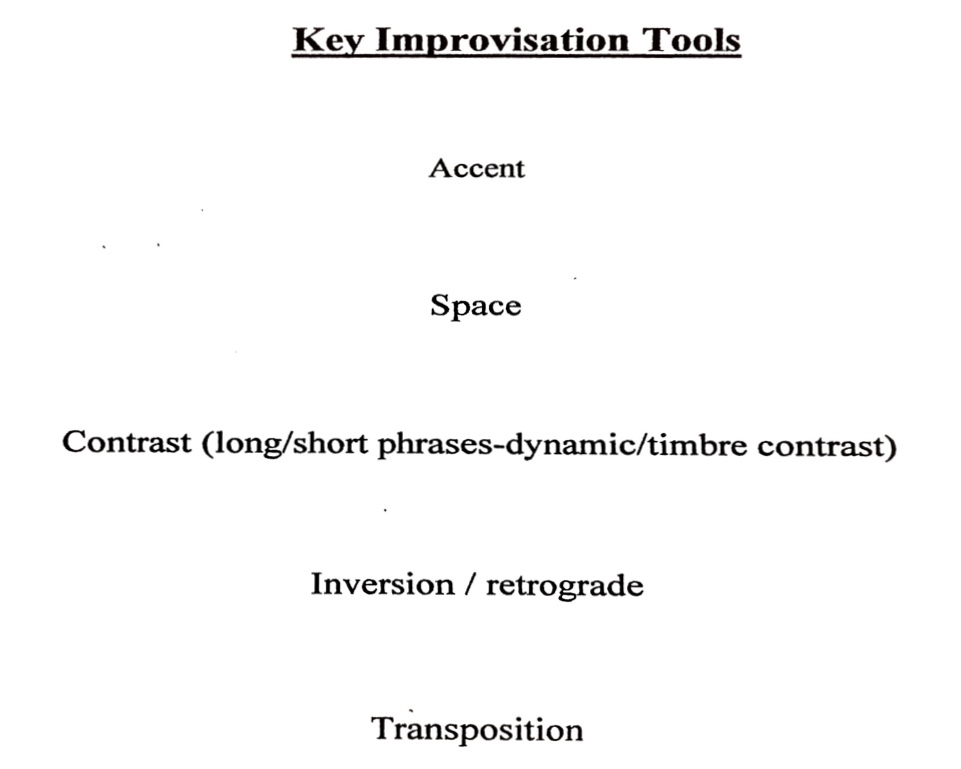 Key Improvisation Tools
Accent
Space
Contrast (long/short phrases-dynamic/timbre contrast)
Inversion / retrograde
Transposition